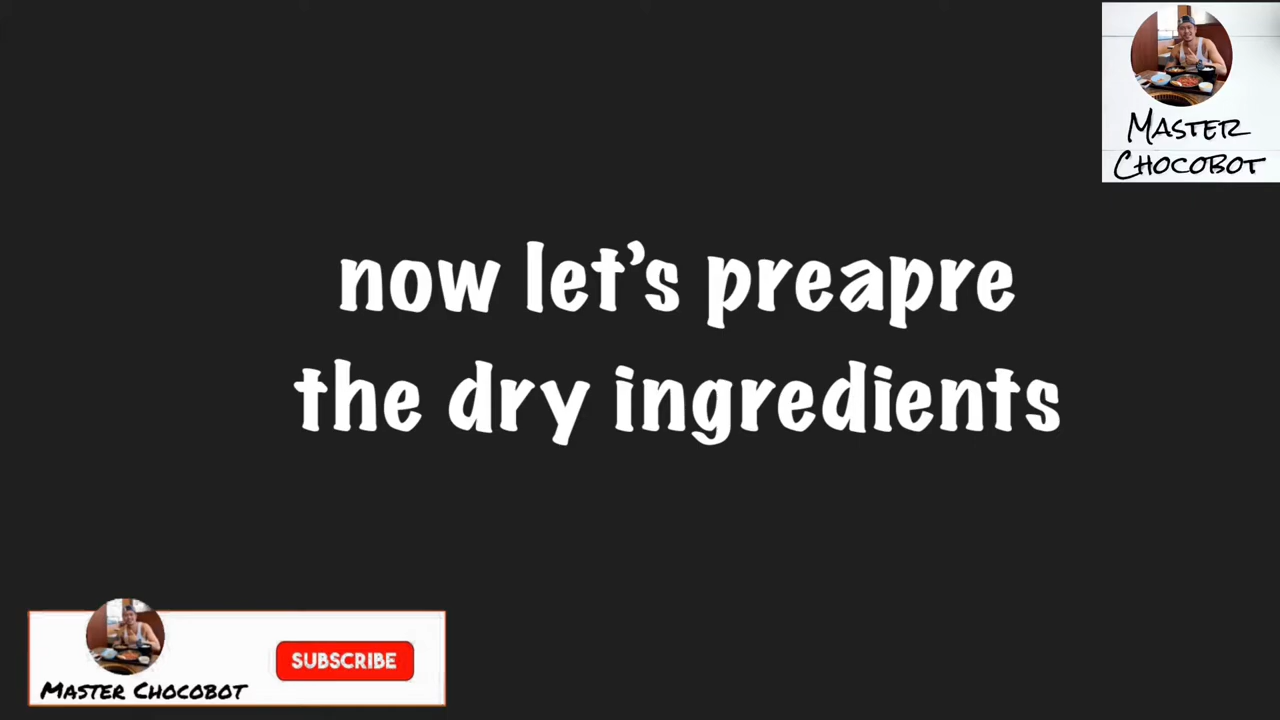 MASTER
CHOCOBOT
now let's preapre
the dry ingredients
SUBSCRIBE
MASTER CHOCOBOT